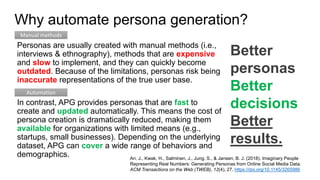 Why automate persona generation?
Manual methods
Personas are usually created with manual methods (i.e.,
interviews & ethnography), methods that are expensive
and slow to implement, and they can quickly become
outdated. Because of the limitations, personas risk being
inaccurate representations of the true user base.
Automation
In contrast, APG provides personas that are fast to
create and updated automatically. This means the cost of
persona creation is dramatically reduced, making them
available for organizations with limited means (e.g.,
startups, small businesses). Depending on the underlying
dataset, APG can cover a wide range of behaviors and
demographics.
Better
personas
Better
decisions
Better
results.
An, J., Kwak, H., Salminen, J., Jung, S., & Jansen, B. J. (2018). Imaginary People
Representing Real Numbers: Generating Personas from Online Social Media Data.
ACM Transactions on the Web (TWEB), 12(4), 27. https://doi.org/10.1145/3265986